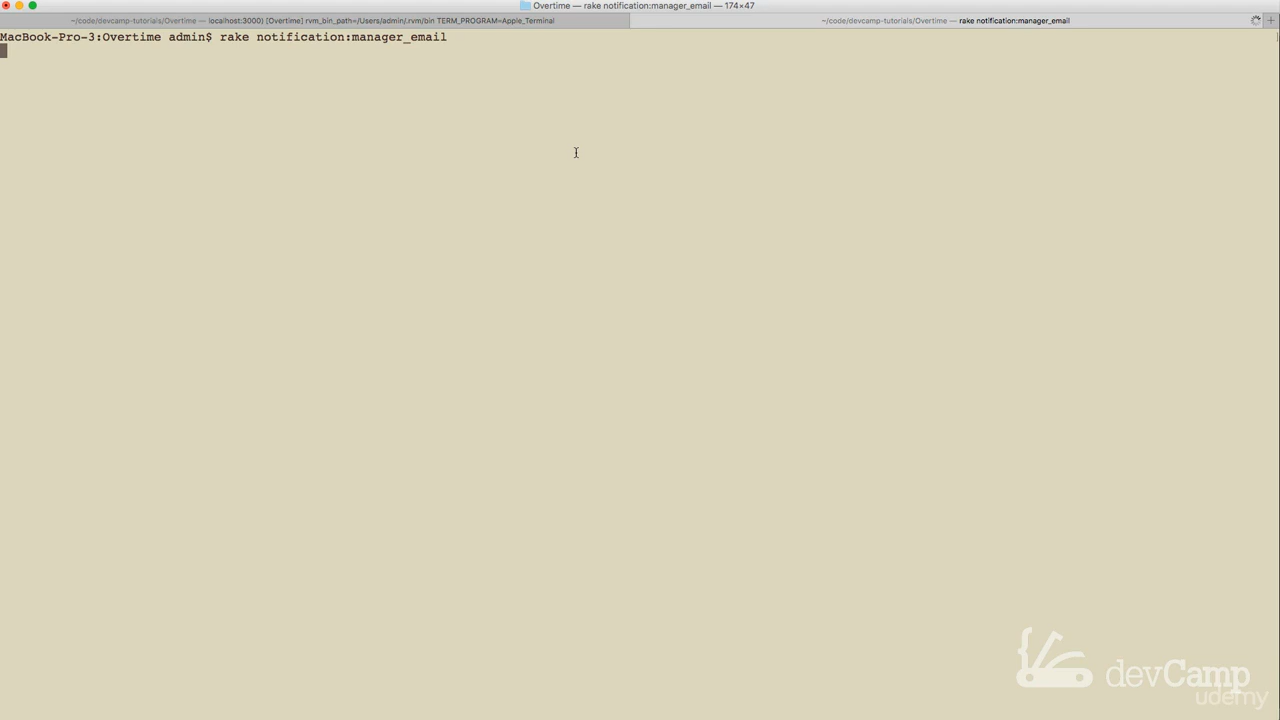 Overtime — rake notification:manager_email — 174×47
~/code/devcamp-tutorials/Overtime — localhost:3000) [Overtime] rvm_bin_path=/Users/admin/.rvm/bin TERM_PROGRAM=Apple_Terminal
~/code/devcamp-tutorials/Overtime — rake notification:manager_email
MacBook-Pro-3:Overtime admin$ rake notification:manager_email
devCamp
udemy